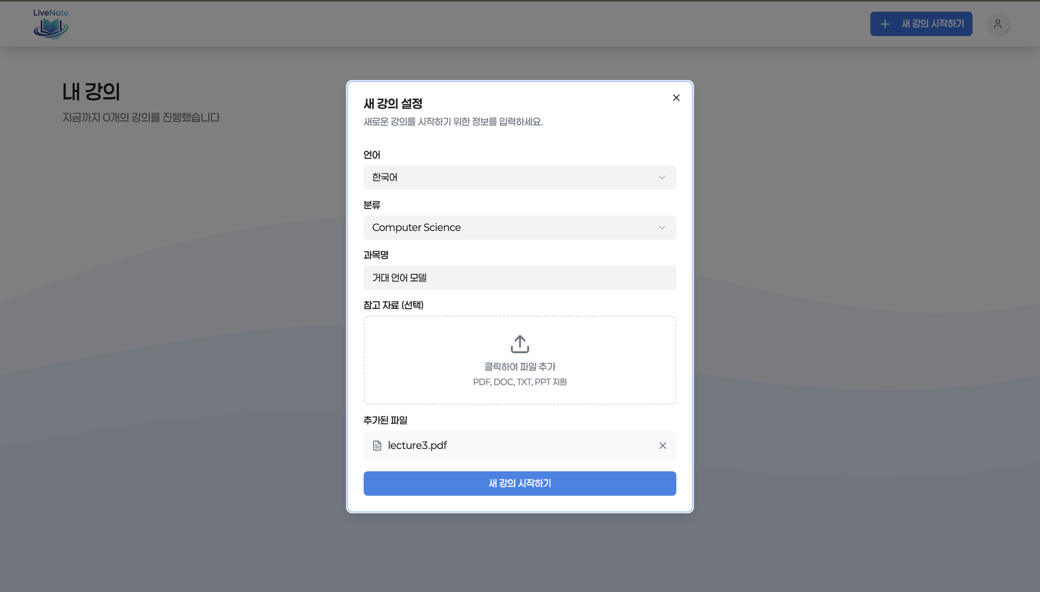 LiveNote
새 강의 시작하기
내 강의
지금까지 0개의 강의를 진행했습니다
새 강의 설정
새로운 강의를 시작하기 위한 정보를 입력하세요.
언어
한국어
분류
Computer Science
과목명
거대 언어 모델
참고 자료 (선택)
클릭하여 파일 추가
PDF, DOC, TXT, PPT 지원
추가된 파일
lecture3.pdf
새 강의 시작하기